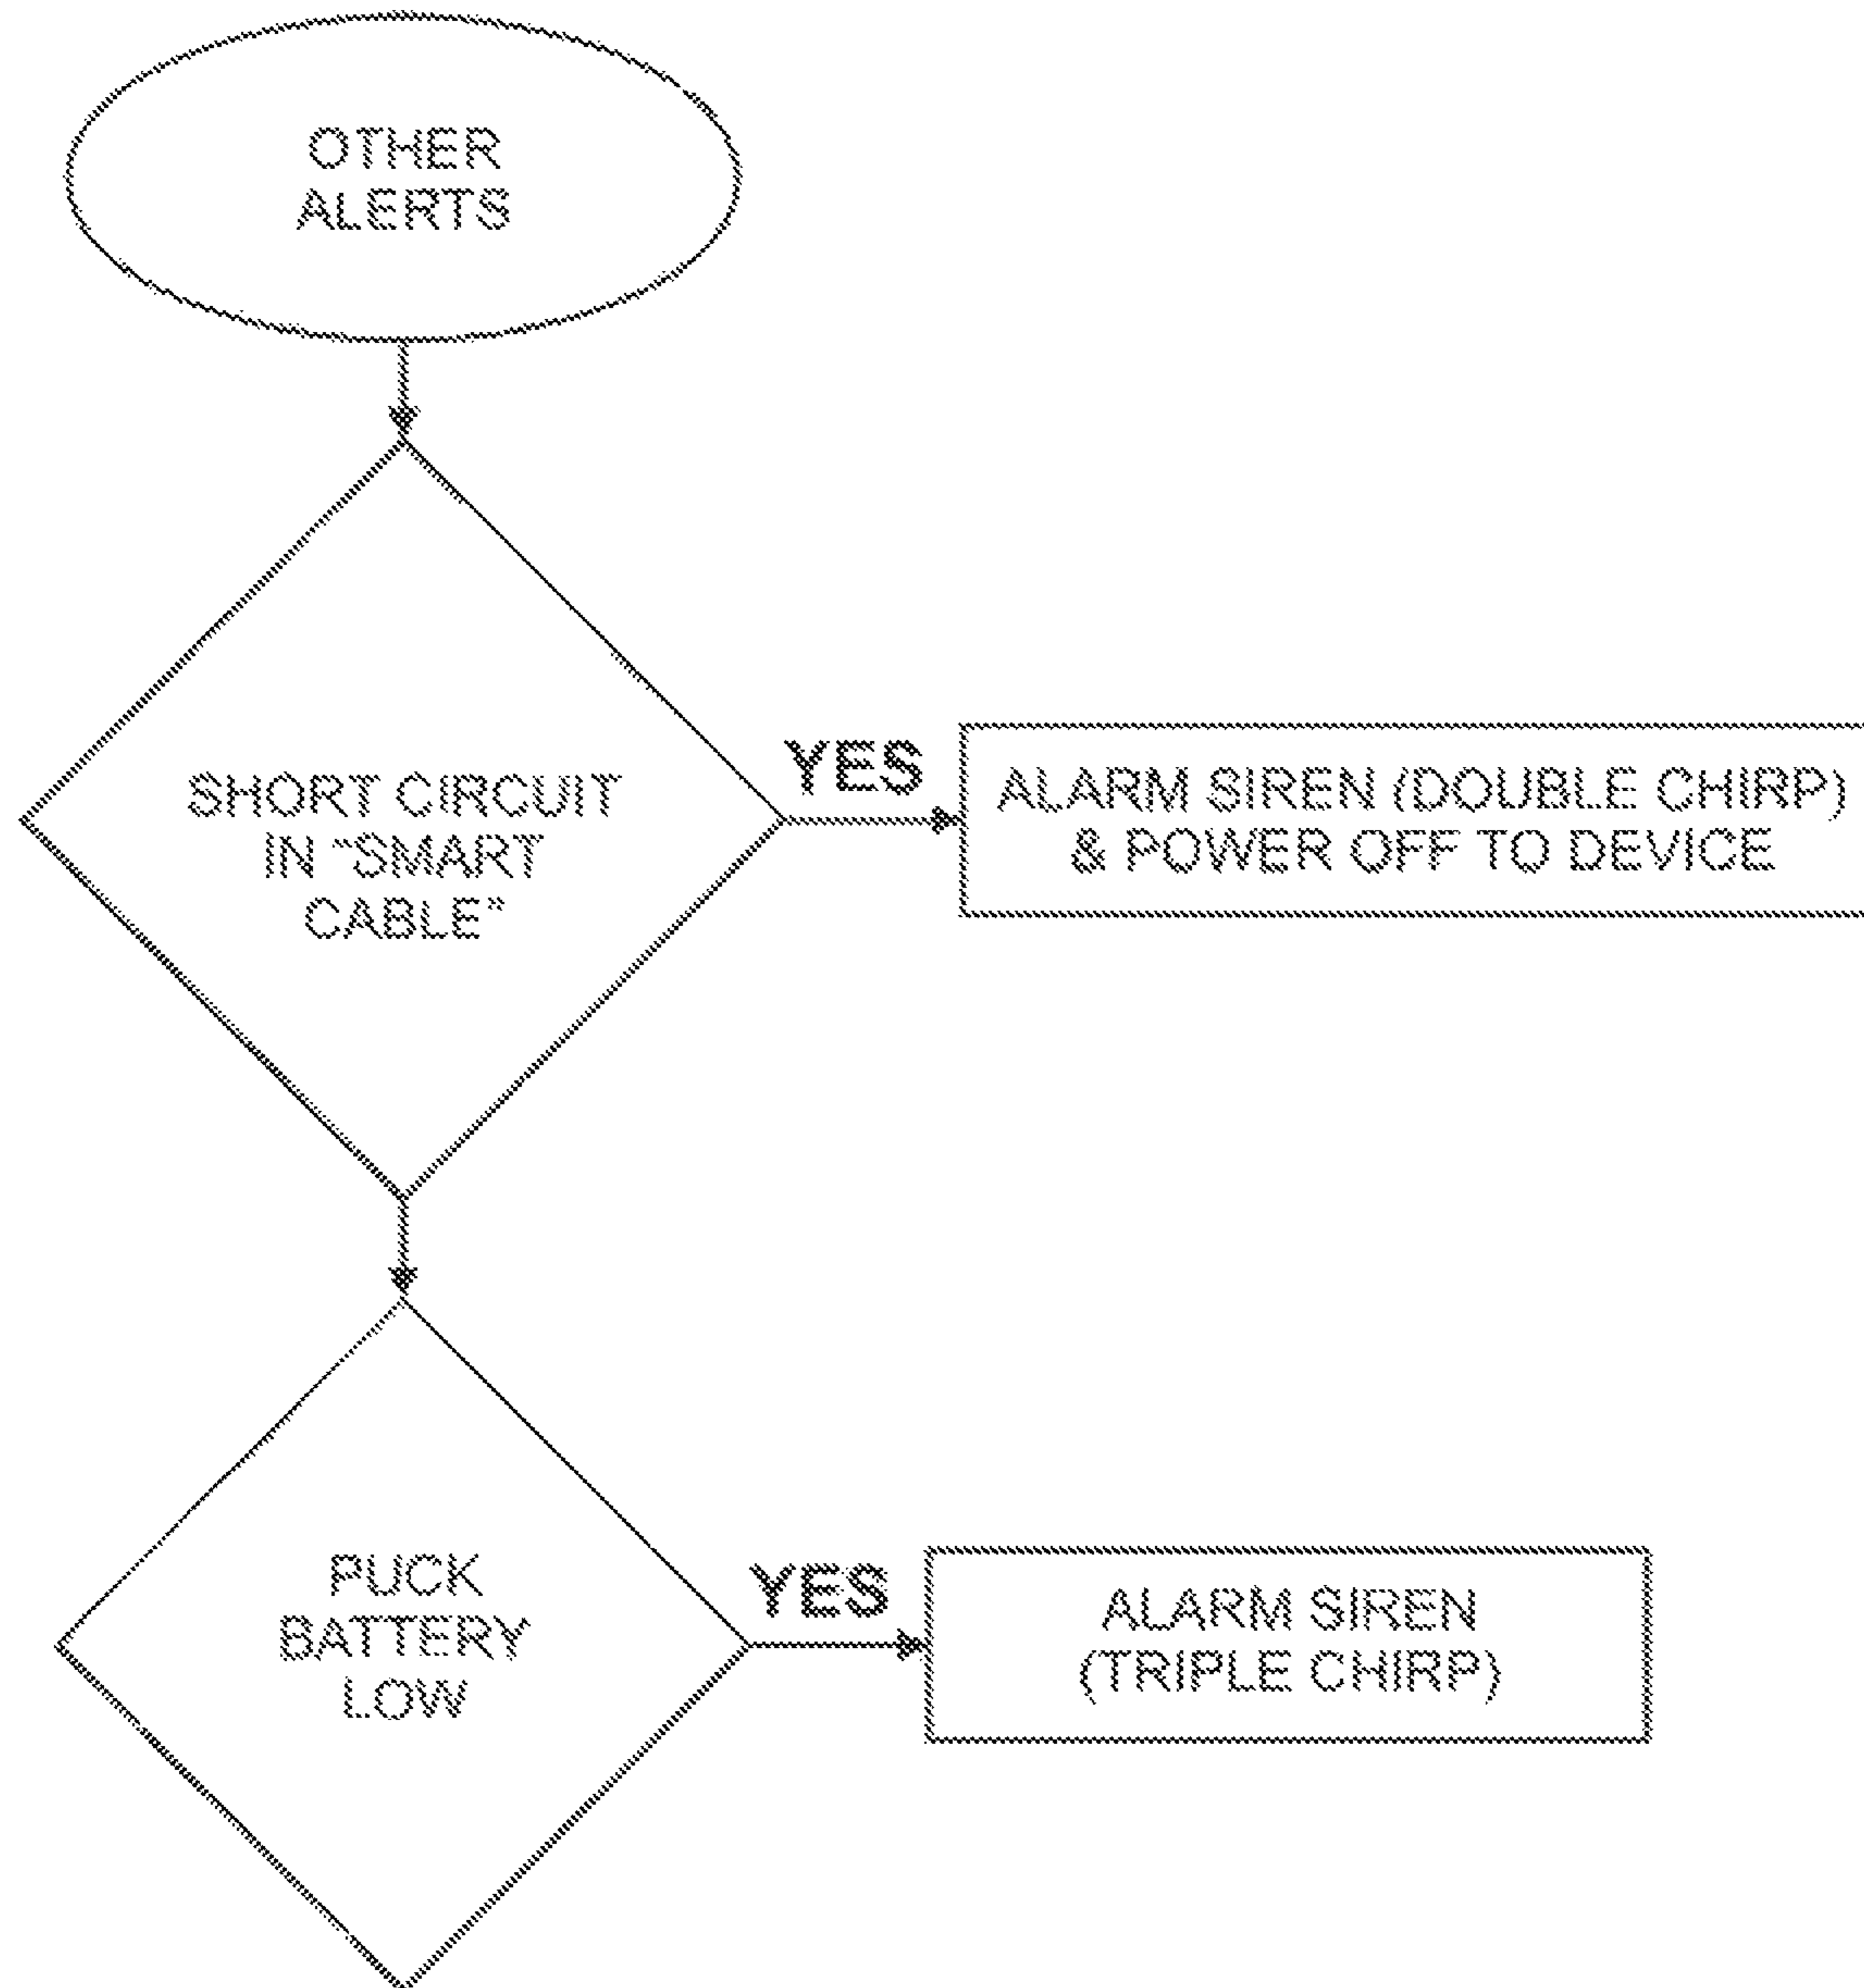 OTHER
ALERTS
SHORT CIRCUIT
IN “SMART
CABLE”
YES
ALARM SIREN (DOUBLE CHIRP)
& POWER OFF TO DEVICE
PUCK
BATTERY
LOW
YES
ALARM SIREN
(TRIPLE CHIRP)